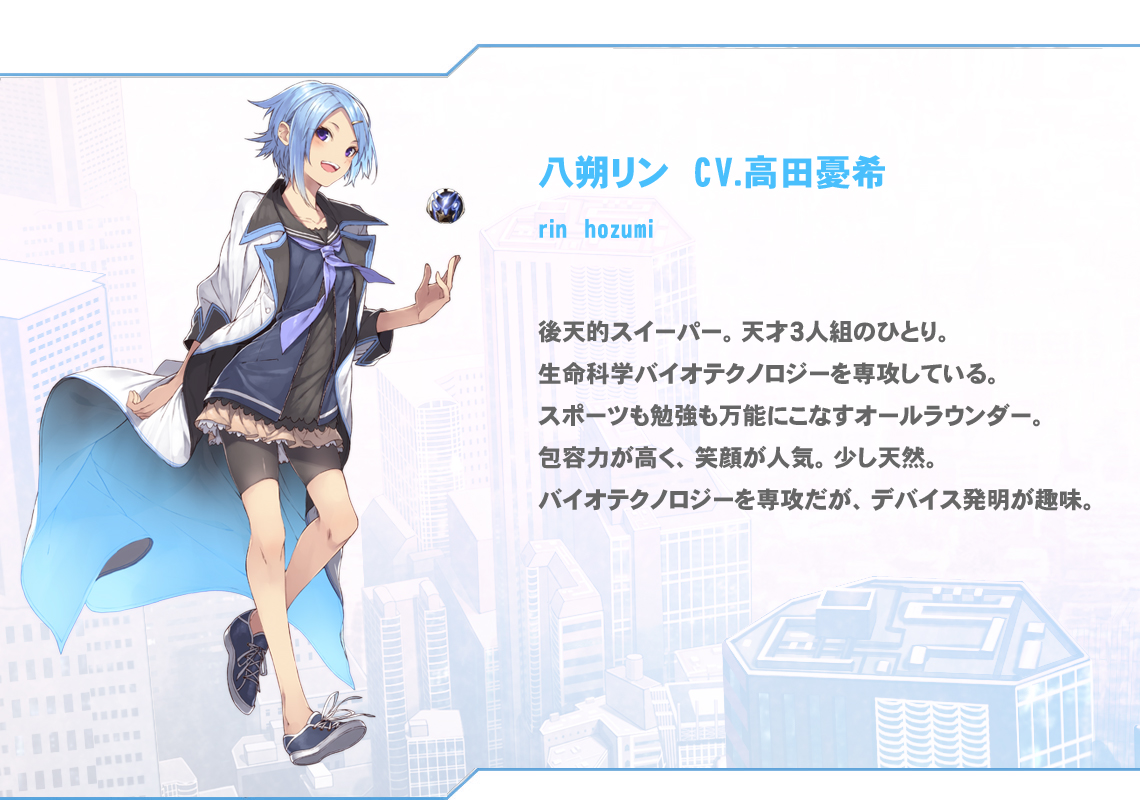 八朔リン CV.高田憂希
rin hozumi
後天的スイーパー。天才3人組のひとり。
生命科学バイオテクノロジーを専攻している。
スポーツも勉強も万能にこなすオールラウンダー。
包容力が高く、笑顔が人気。少し天然。
バイオテクノロジーを専攻だが、デバイス発明が趣味。